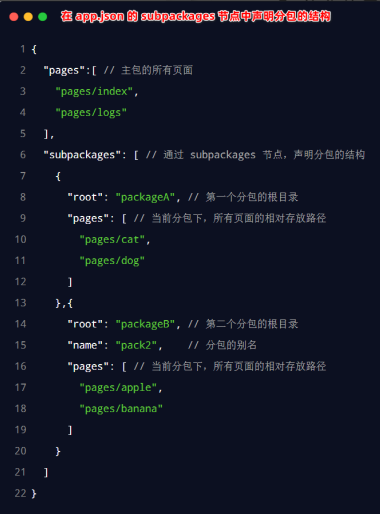 在 app.json 的 subpackages 节点中声明分包的结构
1 {
2 "pages":[ // 主包的所有页面
3 "pages/index",
4 "pages/logs"
5 ],
6 "subpackages": [ // 通过 subpackages 节点，声明分包的结构
7 {
8 "root": "packageA", // 第一个分包的根目录
9 "pages": [ // 当前分包下，所有页面的相对存放路径
10 "pages/cat",
11 "pages/dog"
12 ]
13 },{
14 "root": "packageB", // 第二个分包的根目录
15 "name": "pack2", // 分包的别名
16 "pages": [ // 当前分包下，所有页面的相对存放路径
17 "pages/apple",
18 "pages/banana"
19 ]
20 }
21 ]
22 }